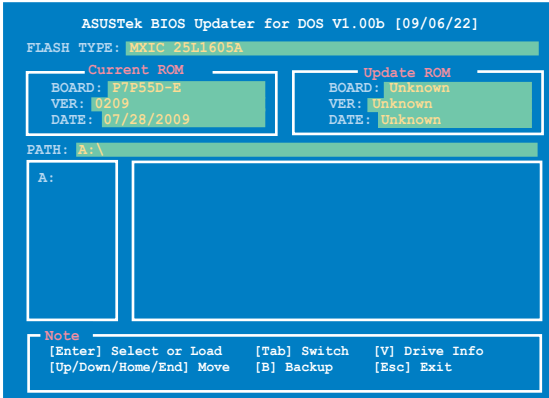 ASUSTek BIOS Updater for DOS V1.00b [09/06/22]
FLASH TYPE: MXIC 25L1605A
Current ROM
BOARD: P7P55D-E
VER: 0209
DATE: 07/28/2009
Update ROM
BOARD: Unknown
VER: Unknown
DATE: Unknown
PATH: A:\
A:
Note
[Enter] Select or Load [Tab] Switch [V] Drive Info
[Up/Down/Home/End] Move [B] Backup [Esc] Exit